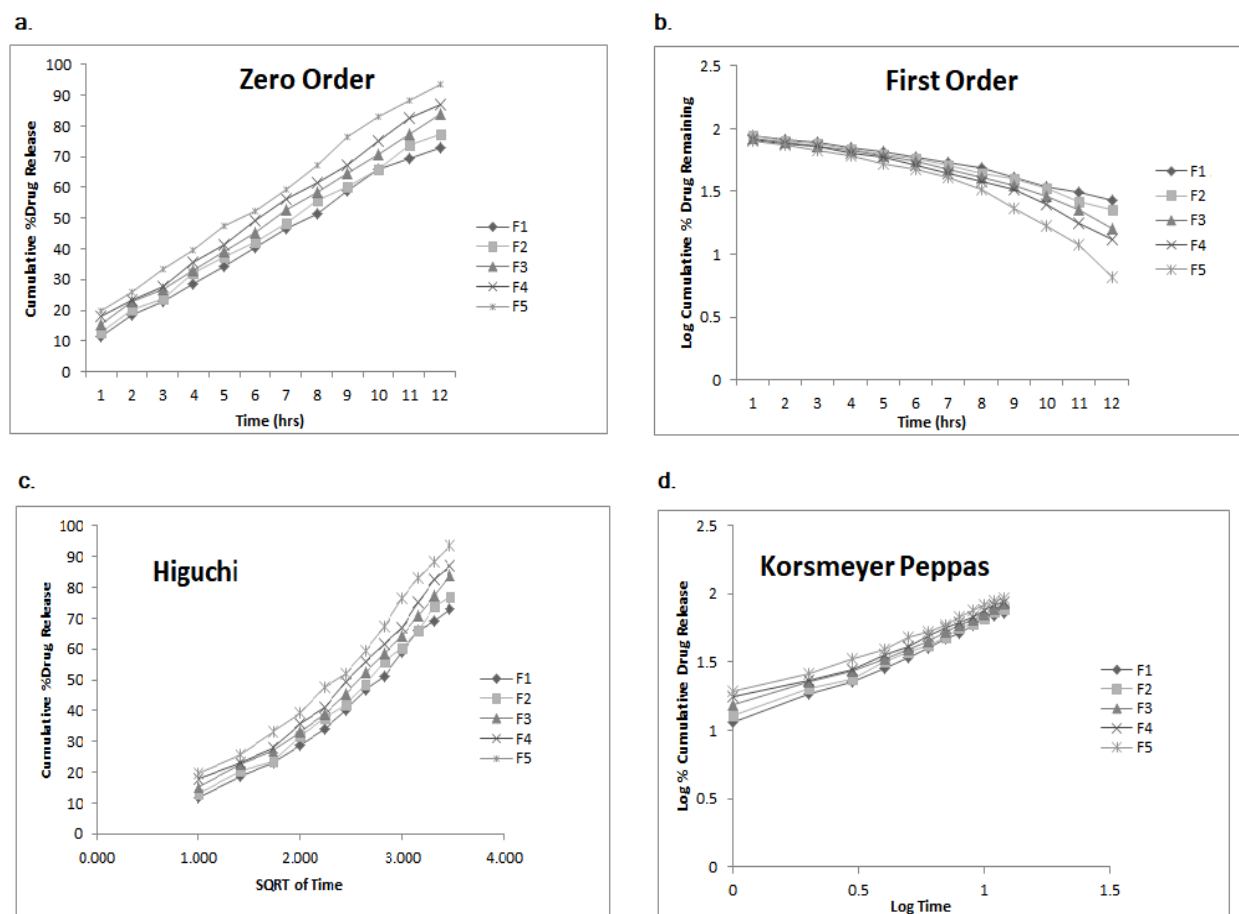 a.
Zero Order
Cumulative %Drug Release
100
90
80
70
60
50
40
30
20
10
0
1 2 3 4 5 6 7 8 9 10 11 12
Time (hrs)
F1
F2
F3
F4
F5
b.
First Order
Log Cumulative % Drug Remaining
2.5
2
1.5
1
0.5
0
1 2 3 4 5 6 7 8 9 10 11 12
Time (hrs)
F1
F2
F3
F4
F5
c.
Higuchi
Cumulative %Drug Release
100
90
80
70
60
50
40
30
20
10
0
0.000 1.000 2.000 3.000 4.000
SQRT of Time
F1
F2
F3
F4
F5
d.
Korsmeyer Peppas
Log % Cumulative Drug Release
2.5
2
1.5
1
0.5
0
0 0.5 1 1.5
Log Time
F1
F2
F3
F4
F5